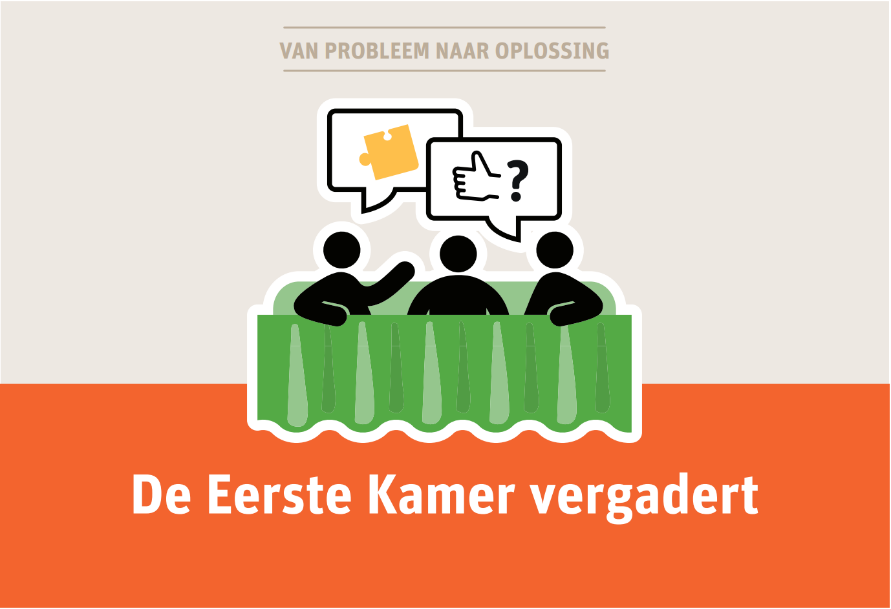 VAN PROBLEEM NAAR OPLOSSING
?
De Eerste Kamer vergadert